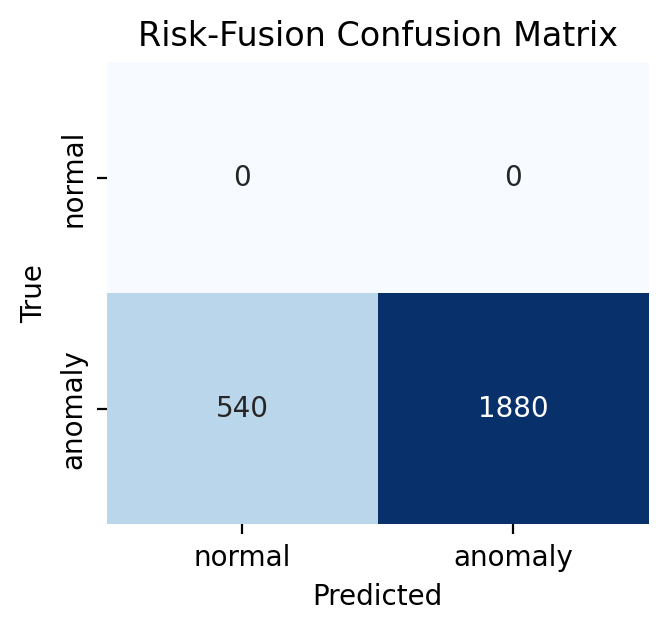 Risk-Fusion Confusion Matrix
True
normal
0 0
anomaly
540 1880
normal anomaly
Predicted